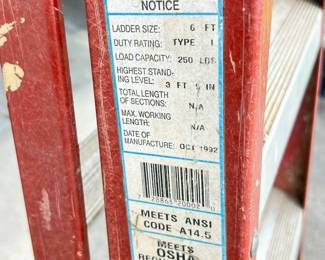 NOTICE
LADDER SIZE: 6 FT
DUTY RATING: TYPE I
LOAD CAPACITY: 250 LBS
HIGHEST STAND-
ING LEVEL: 3 FT IN
TOTAL LENGTH
OF SECTIONS: N/A
MAX. WORKING
LENGTH: N/A
DATE OF
MANUFACTURE: OCT 1992
MEETS ANSI
CODE A14.5
MEETS
OSHA